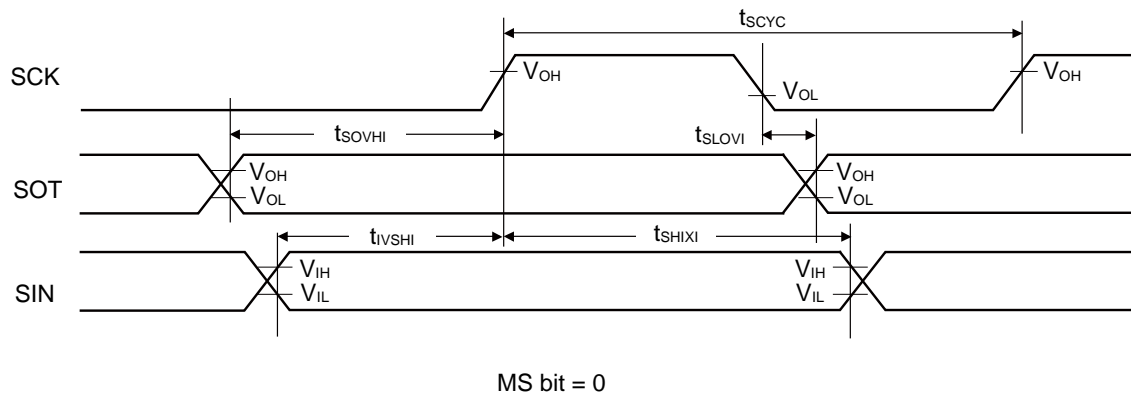 tSCYC
SCK
VOH
VOL
VOH
tSOVHI
tSLOVI
SOT
VOH
VOL
VOH
VOL
tIVSHI
tSHIXI
SIN
VIH
VIL
VIH
VIL
MS bit = 0